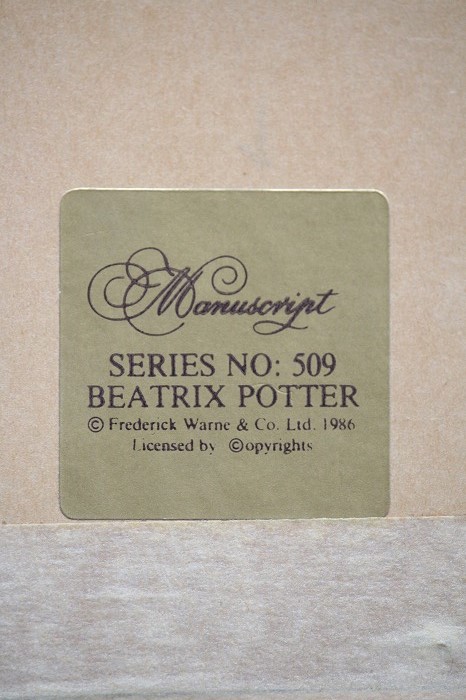 Manuscript
SERIES NO: 509
BEATRIX POTTER
© Frederick Warne & Co. Ltd. 1986
Licensed by ©opyrights